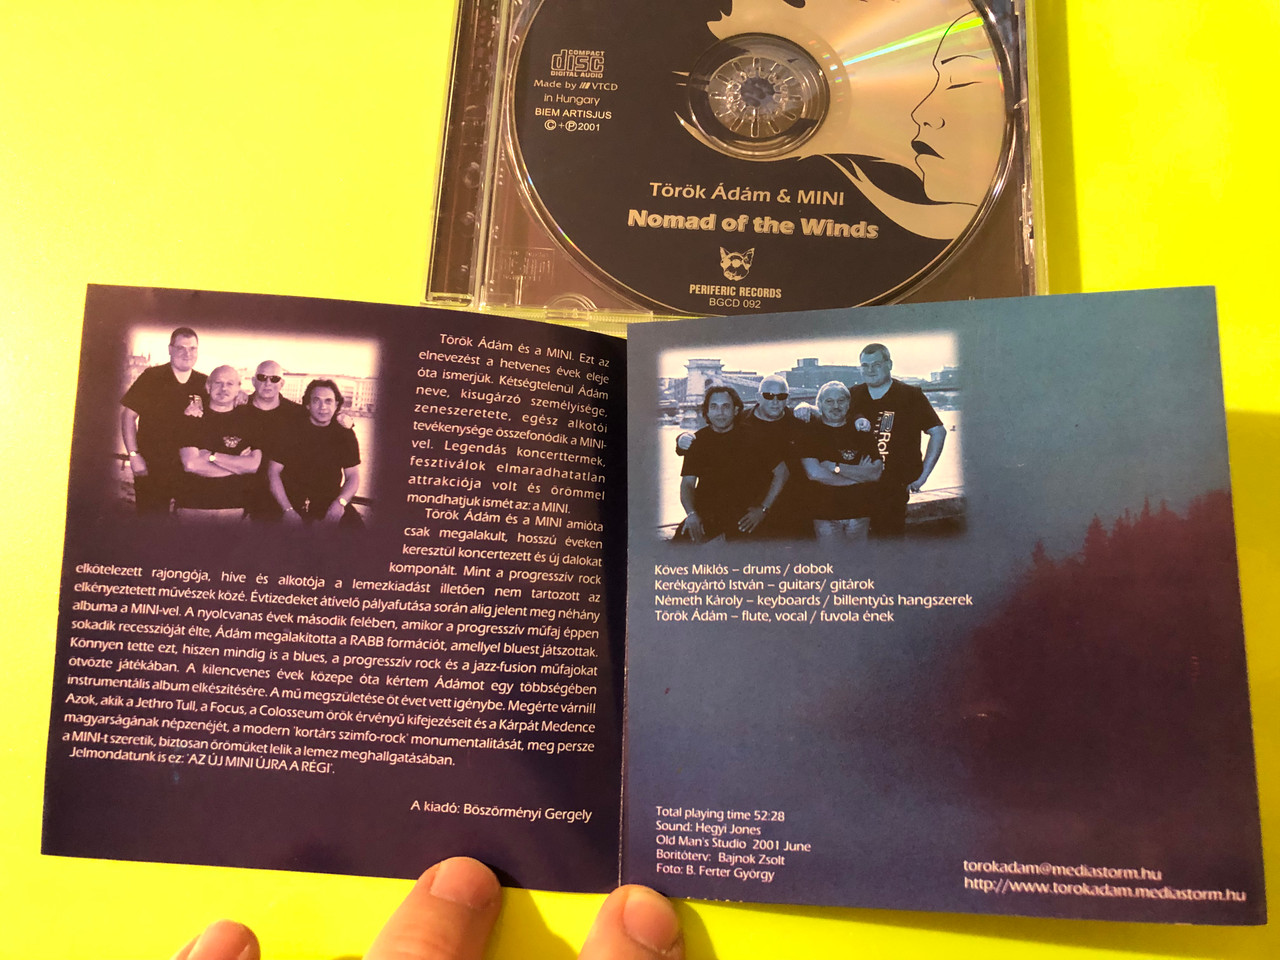 COMPACT
disc
DIGITAL AUDIO
Made by VTCD
in Hungary
BIEM ARTISJUS
©+Ⓟ2001
Török Ádám & MINI
Nomad of the Winds
PERIFERIC RECORDS
BGCD 092
Török Ádám és a MINI. Ezt az
elnevezést a hetvenes évek eleje
óta ismerjük. Kétségtelenül Ádám
neve, kisugárzó személyisége,
zeneszeretete, egész alkotói
tevékenysége összefonódik a MINI-
vel. Legendás koncerttermek,
fesztiválok elmaradhatatlan
attrakciója volt és örömmel
mondhatjuk ismét az: a MINI.
Török Ádám és a MINI amióta
csak megalakult, hosszú éveken
keresztül koncertezett és új dalokat
komponált. Mint a progresszív rock
elkötelezett rajongója, híve és alkotója a lemezkiadást illetően nem tartozott az
elkényeztetett művészek közé. Évtizedeket átívelő pályafutása során alig jelent meg néhány
albuma a MINI-vel. A nyolcvanas évek második felében, amikor a progresszív műfaj éppen
sokadik recesszióját élte, Ádám megalakította a RABB formációt, amellyel bluest játszottak.
Könnyen tette ezt, hiszen mindig is a blues, a progresszív rock és a jazz-fusion műfajokat
ötvözte játékában. A kilencvenes évek közepe óta kértem Ádámot egy többségében
instrumentális album elkészítésére. A mű megszületése öt évet vett igénybe. Megérte várni!!
Azok, akik a Jethro Tull, a Focus, a Colosseum örök érvényű kifejezéseit és a Kárpát Medence
magyarságának népzenéjét, a modern 'kortárs szimfo-rock' monumentalitását, meg persze
a MINI-t szeretik, biztosan örömüket lelik a lemez meghallgatásában.
Jelmondatunk is ez: 'AZ ÚJ MINI ÚJRA A RÉGI'.
A kiadó: Böszörményi Gergely
Köves Miklós – drums / dobok
Kerékgyártó István – guitars/ gitárok
Németh Károly – keyboards / billentyűs hangszerek
Török Ádám – flute, vocal / fuvola ének
Total playing time 52:28
Sound: Hegyi Jones
Old Man's Studio 2001 June
Borítóterv: Bajnok Zsolt
Foto: B. Ferter György
torokadam@mediastorm.hu
http://www.torokadam.mediastorm.hu